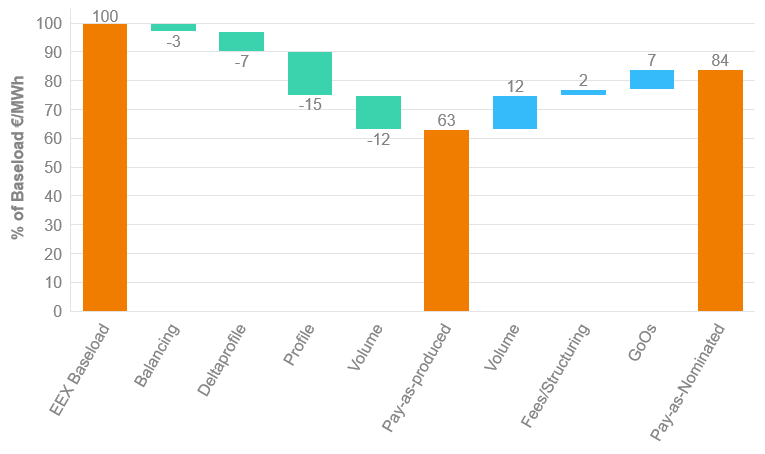 % of Baseload €/MWh
100
90
80
70
60
50
40
30
20
10
0
100
-3
-7
-15
-12
63
12
2
7
84
EEX Baseload
Balancing
Deltaprofile
Profile
Volume
Pay-as-produced
Volume
Fees/Structuring
GoOs
Pay-as-Nominated